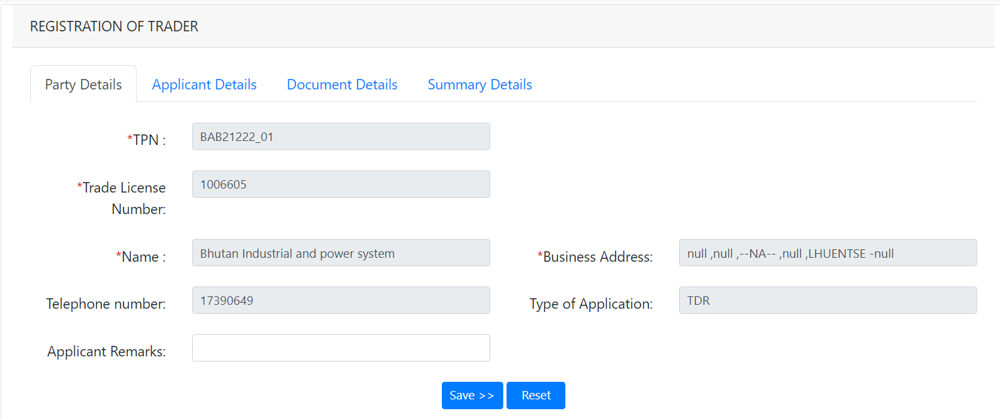 REGISTRATION OF TRADER
Party Details Applicant Details Document Details Summary Details
*TPN : BAB21222_01
*Trade License Number: 1006605
*Name : Bhutan Industrial and power system *Business Address: null ,null ,--NA-- ,null ,LHUENTSE -null
Telephone number: 17390649 Type of Application: TDR
Applicant Remarks:
Save >> Reset